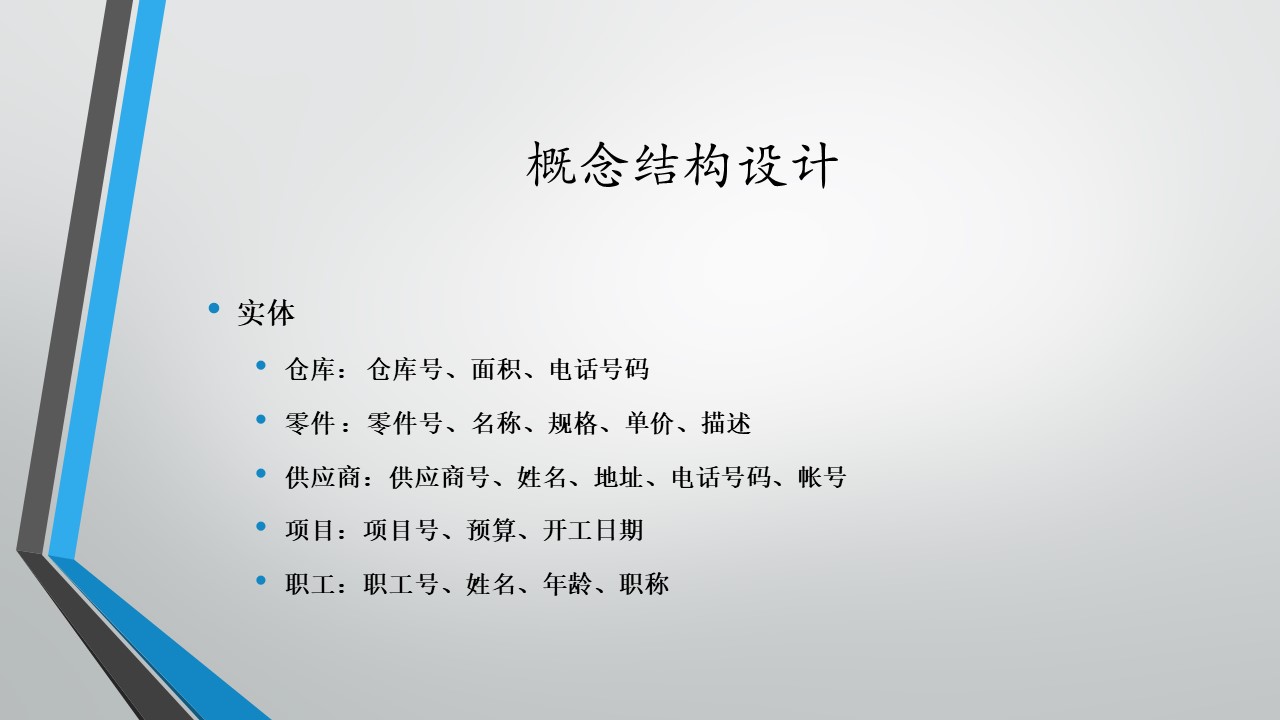 概念结构设计
• 实体
• 仓库： 仓库号、面积、电话号码
• 零件 ：零件号、名称、规格、单价、描述
• 供应商：供应商号、姓名、地址、电话号码、帐号
• 项目：项目号、预算、开工日期
• 职工：职工号、姓名、年龄、职称